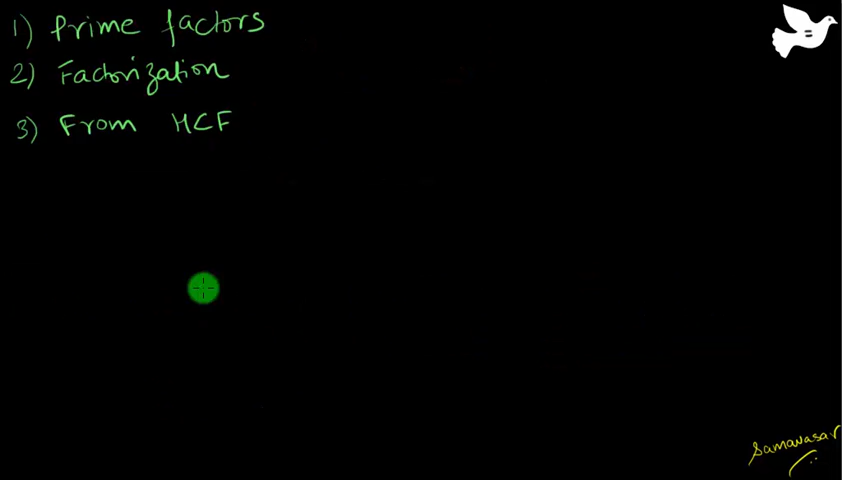 1) Prime factors
2) Factorization
3) From HCF
Samavasar